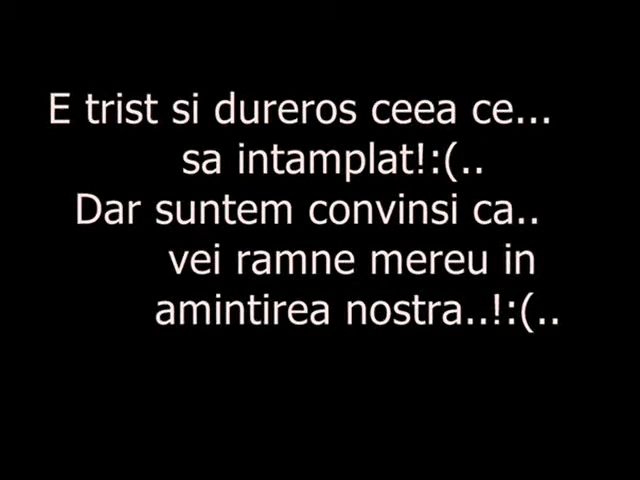 E trist si dureros ceea ce...
sa intamplat!:(..
Dar suntem convinsi ca..
vei ramne mereu in
amintirea nostra..!:(..